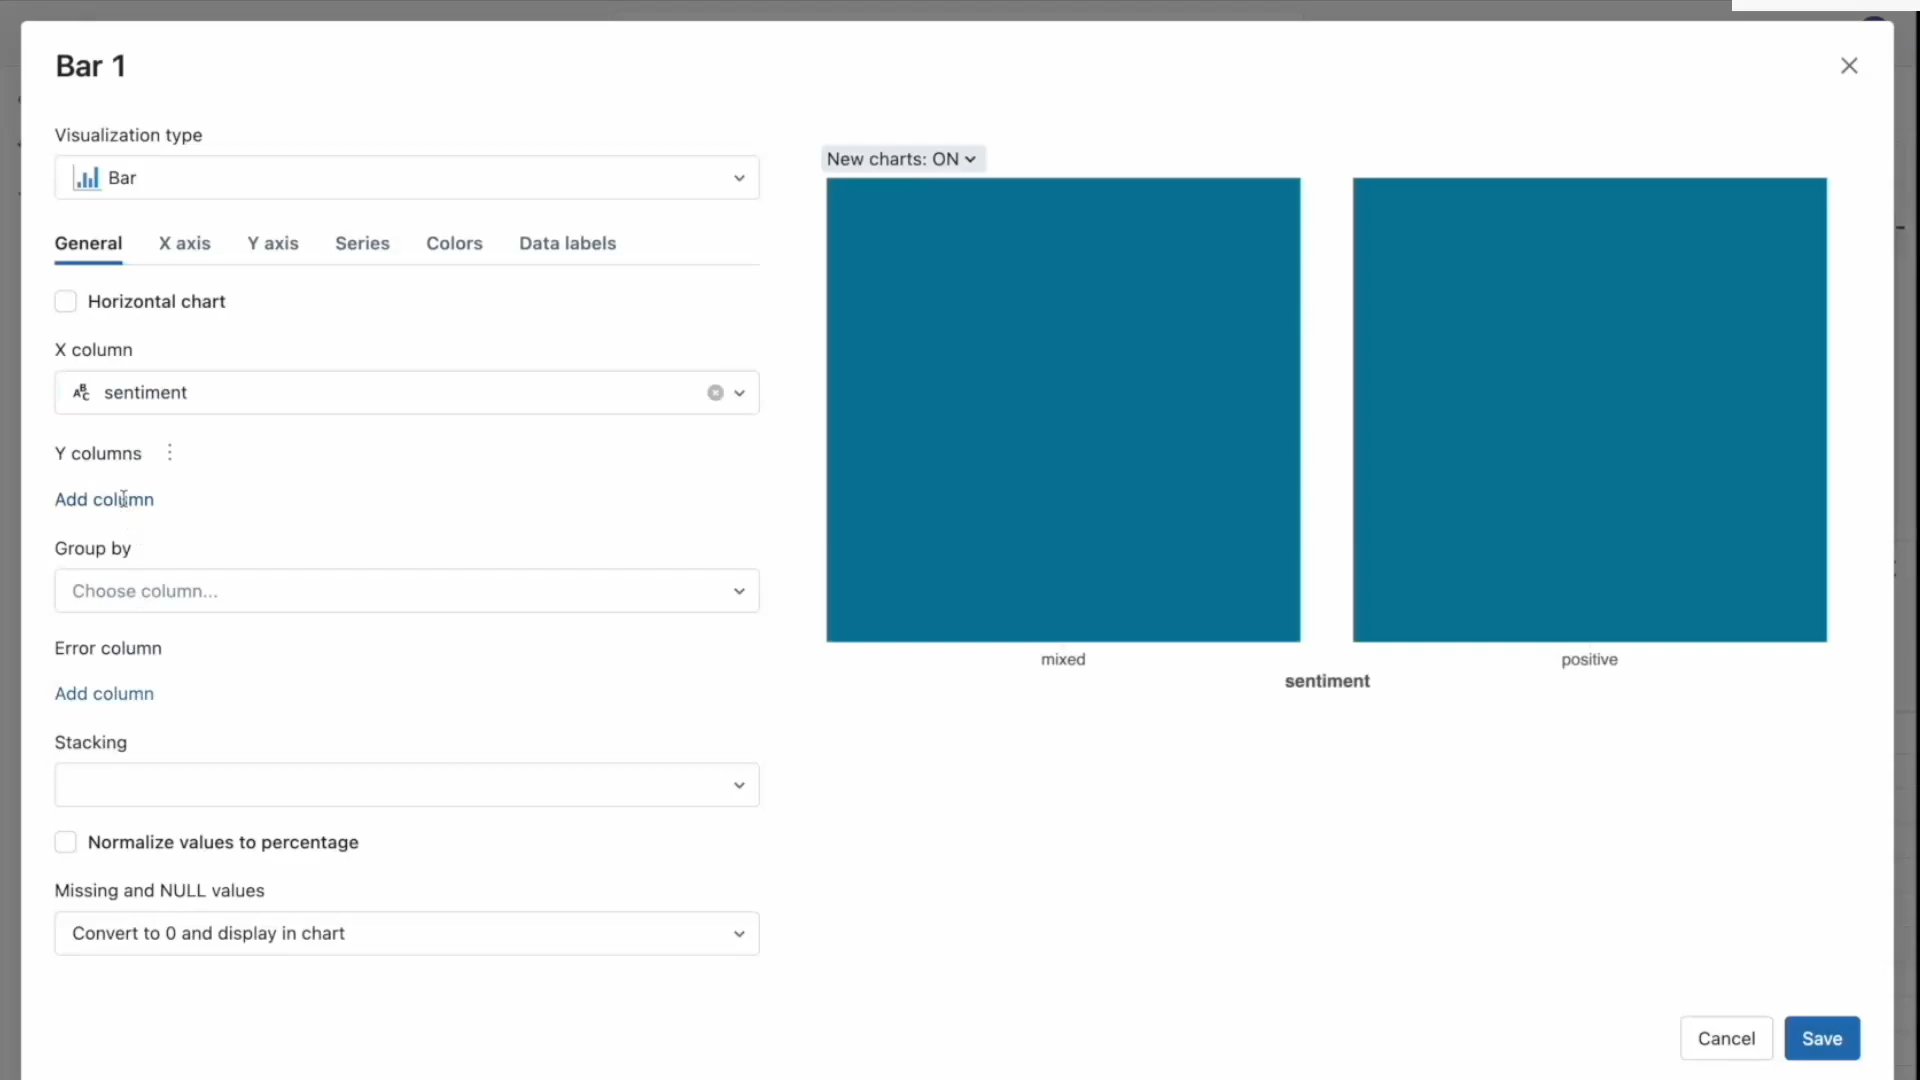 Bar 1
Visualization type
Bar
General X axis Y axis Series Colors Data labels
Horizontal chart
X column
ABC sentiment
Y columns
Add column
Group by
Choose column...
Error column
Add column
Stacking
Normalize values to percentage
Missing and NULL values
Convert to 0 and display in chart
New charts: ON
mixed positive
sentiment
Cancel Save